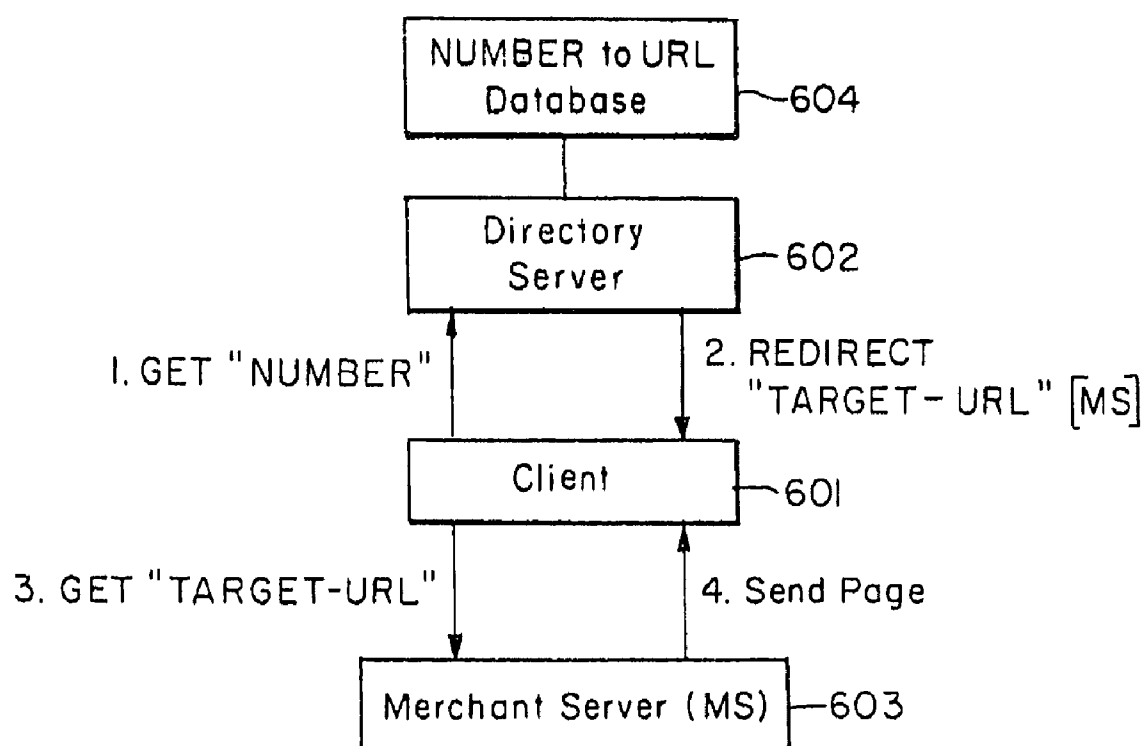 NUMBER to URL
Database
604
Directory
Server
602
1. GET "NUMBER"
2. REDIRECT
"TARGET-URL" [MS]
Client
601
3. GET "TARGET-URL"
4. Send Page
Merchant Server (MS)
603